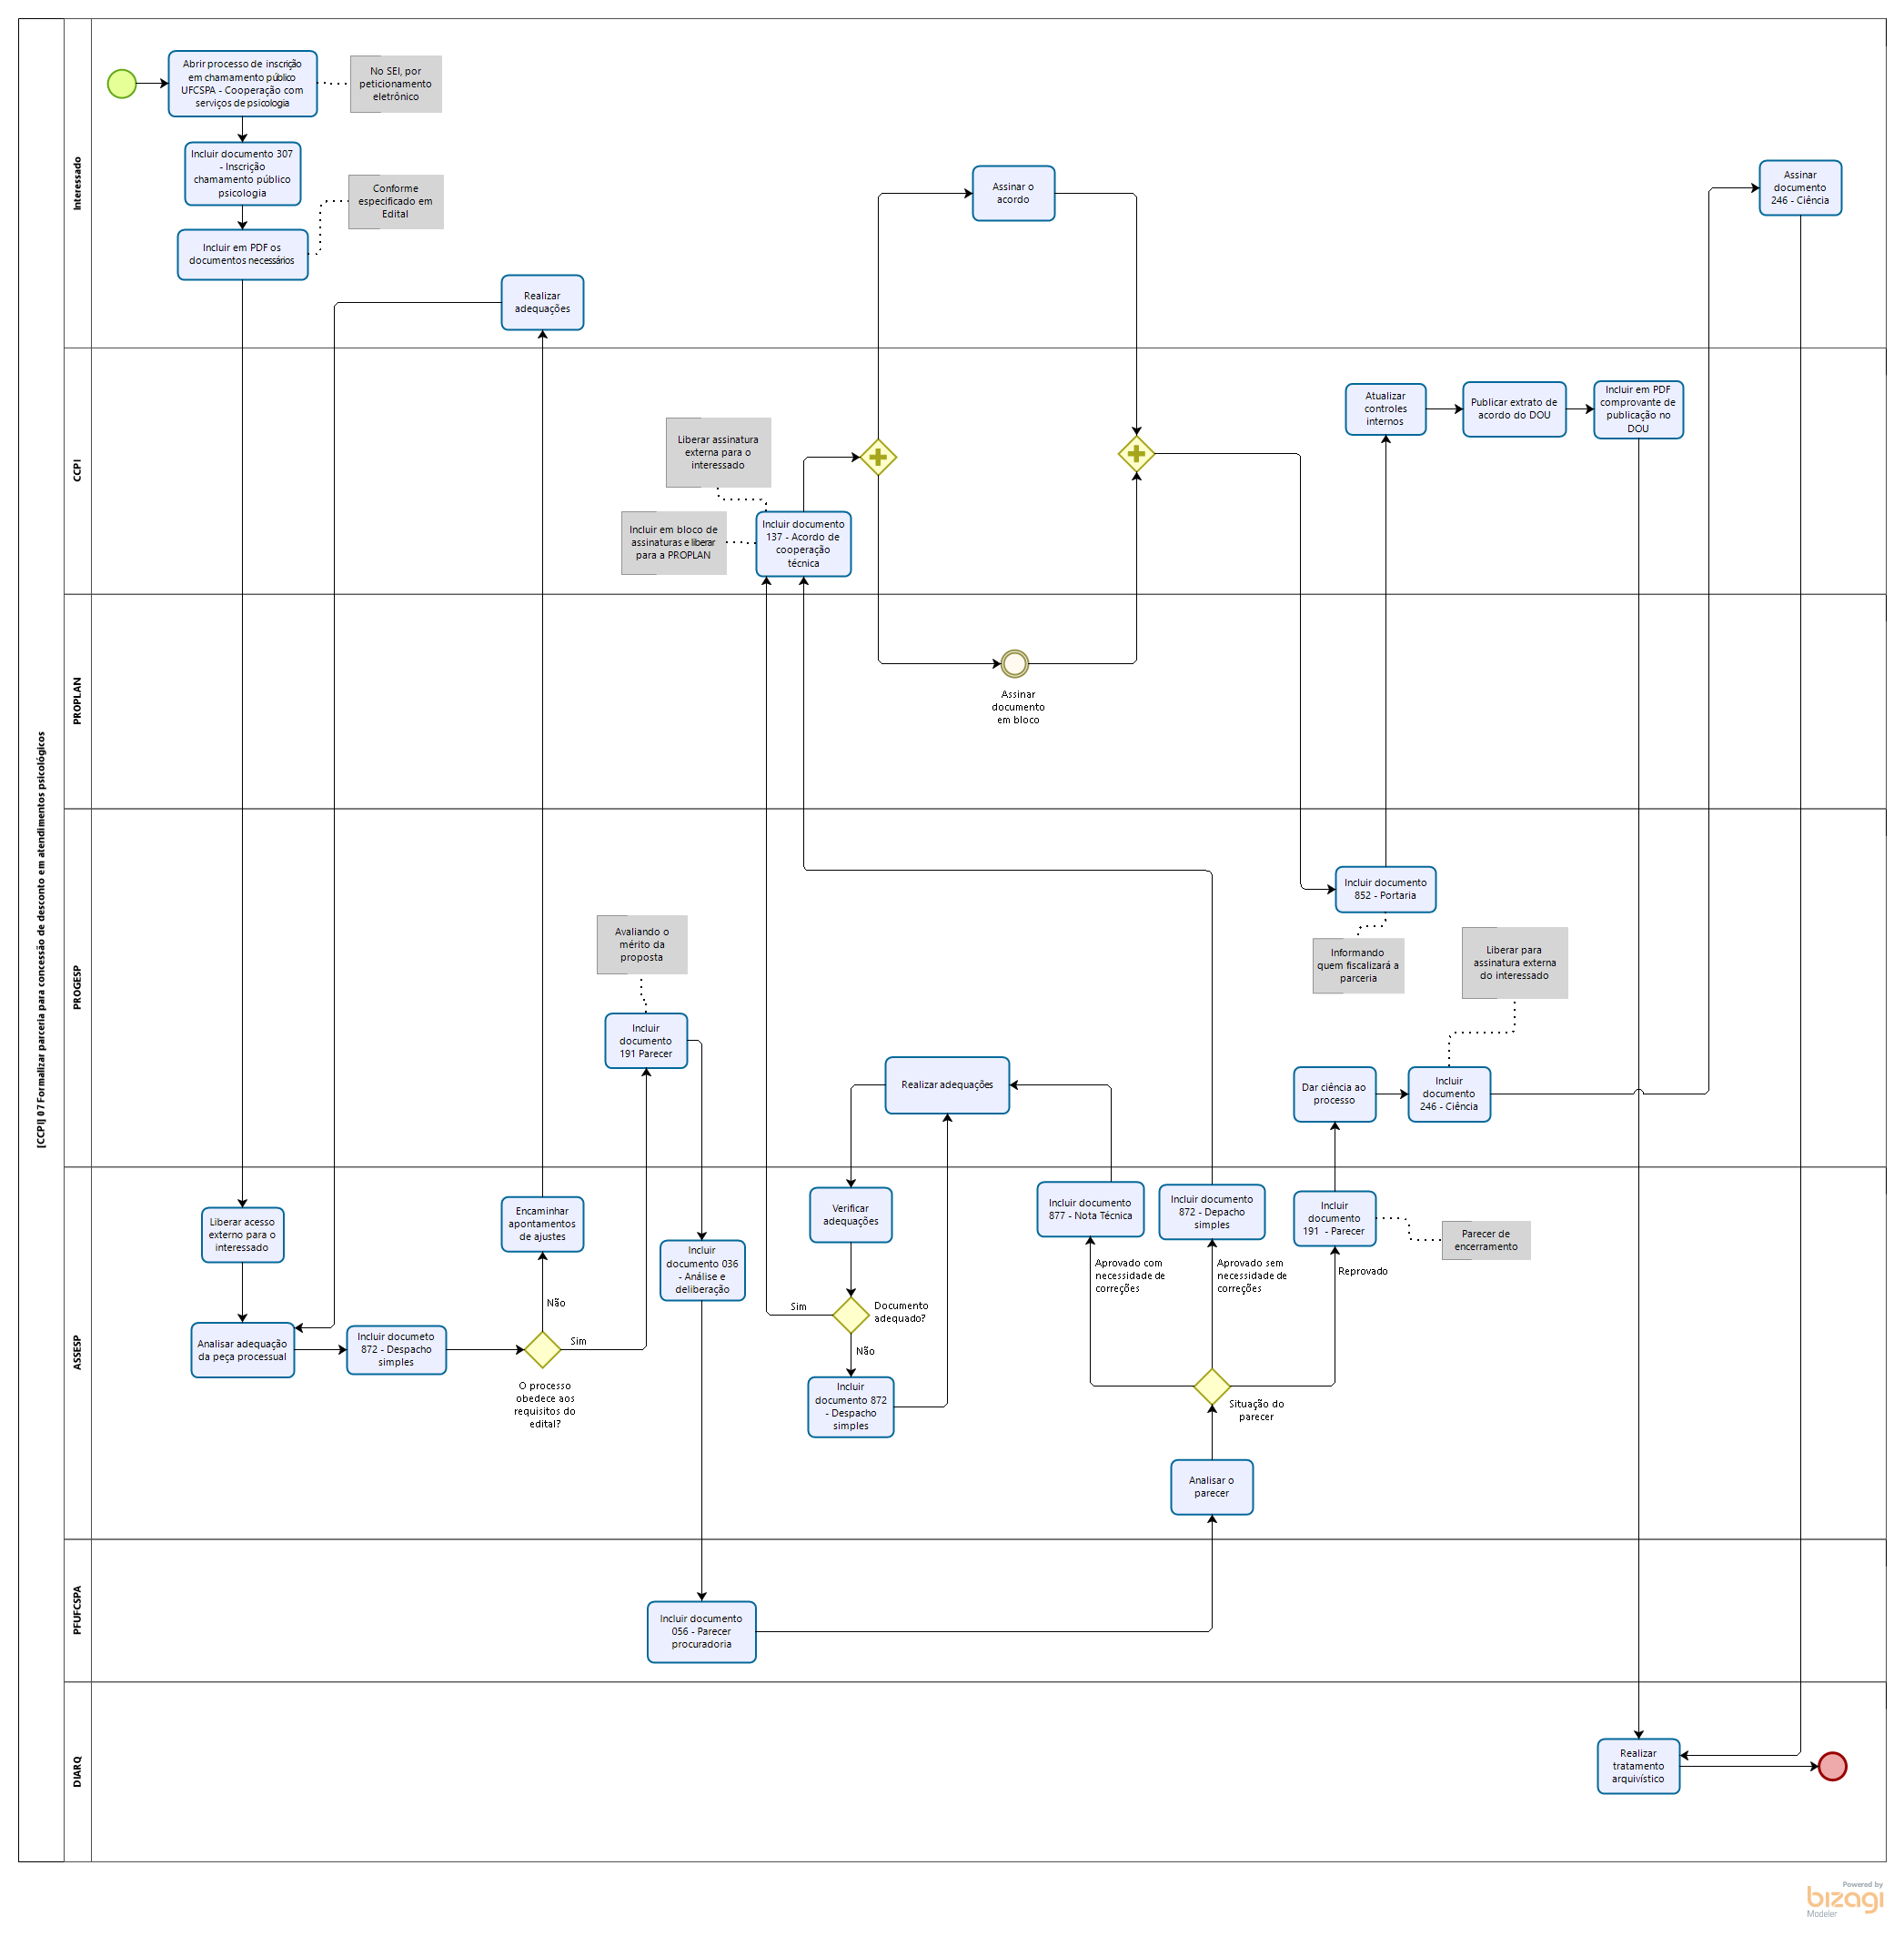 [CCPI] 07 Formalizar parceria para concessão de desconto em atendimentos psicológicos
Interessado
Abrir processo de inscrição
em chamamento público
UFCSPA - Cooperação com
serviços de psicologia
No SEI, por
peticionamento
eletrônico
Incluir documento 307
- Inscrição
chamamento público
psicologia
Conforme
especificado em
Edital
Incluir em PDF os
documentos necessários
Realizar
adequações
Assinar o
acordo
Assinar
documento
246 - Ciência
CCPI
Liberar assinatura
externa para o
interessado
Incluir em bloco de
assinaturas e liberar
para a PROPLAN
Incluir documento
137 - Acordo de
cooperação
técnica
Atualizar
controles
internos
Publicar extrato de
acordo do DOU
Incluir em PDF
comprovante de
publicação no
DOU
PROPLAN
Assinar
documento
em bloco
PROGESP
Avaliando o
mérito da
proposta
Incluir
documento
191 Parecer
Realizar adequações
Incluir documento
852 - Portaria
Informando
quem fiscalizará a
parceria
Liberar para
assinatura externa
do interessado
Dar ciência ao
processo
Incluir
documento
246 - Ciência
ASSESP
Liberar acesso
externo para o
interessado
Analisar adequação
da peça processual
Incluir documeto
872 - Despacho
simples
Encaminhar
apontamentos
de ajustes
Não
Sim
O processo
obedece aos
requisitos do
edital?
Incluir
documento 036
- Análise e
deliberação
Verificar
adequações
Sim
Documento
adequado?
Não
Incluir
documento 872
- Despacho
simples
Incluir documento
877 - Nota Técnica
Aprovado com
necessidade de
correções
Incluir documento
872 - Depacho
simples
Aprovado sem
necessidade de
correções
Incluir
documento
191 - Parecer
Reprovado
Parecer de
encerramento
Situação do
parecer
Analisar o
parecer
PFUFCSPA
Incluir documento
056 - Parecer
procuradoria
DIARQ
Realizar
tratamento
arquivístico
Powered by
bizagi
Modeler